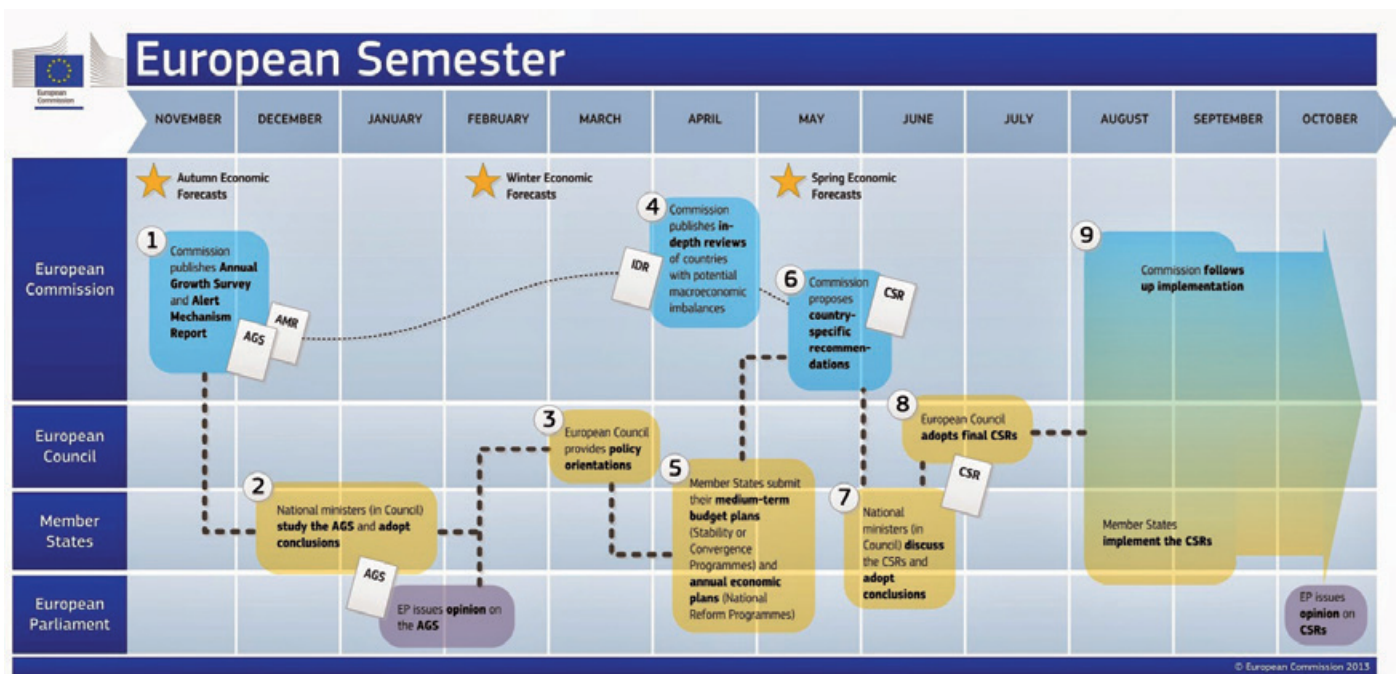 European Semester
European
Commission
NOVEMBER
DECEMBER
JANUARY
FEBRUARY
MARCH
APRIL
MAY
JUNE
JULY
AUGUST
SEPTEMBER
OCTOBER
European
Commission
Autumn Economic
Forecasts
Winter Economic
Forecasts
Spring Economic
Forecasts
1
Commission
publishes Annual
Growth Survey
and Alert
Mechanism
Report
AGS
AMR
4
Commission
publishes in-
depth reviews
of countries
with potential
macroeconomic
imbalances
IDR
6
Commission
proposes
country-
specific
recommen-
dations
CSR
9
Commission follows
up implementation
European
Council
3
European Council
provides policy
orientations
8
European Council
adopts final CSRs
CSR
Member
States
2
National ministers (in Council)
study the AGS and adopt
conclusions
AGS
5
Member States submit
their medium-term
budget plans
(Stability or
Convergence
Programmes) and
annual economic
plans (National
Reform Programmes)
7
National
ministers (in
Council) discuss
the CSRs and
adopt
conclusions
Member States
implement the CSRs
European
Parliament
EP issues opinion on
the AGS
EP issues
opinion on
CSRs
© European Commission 2013